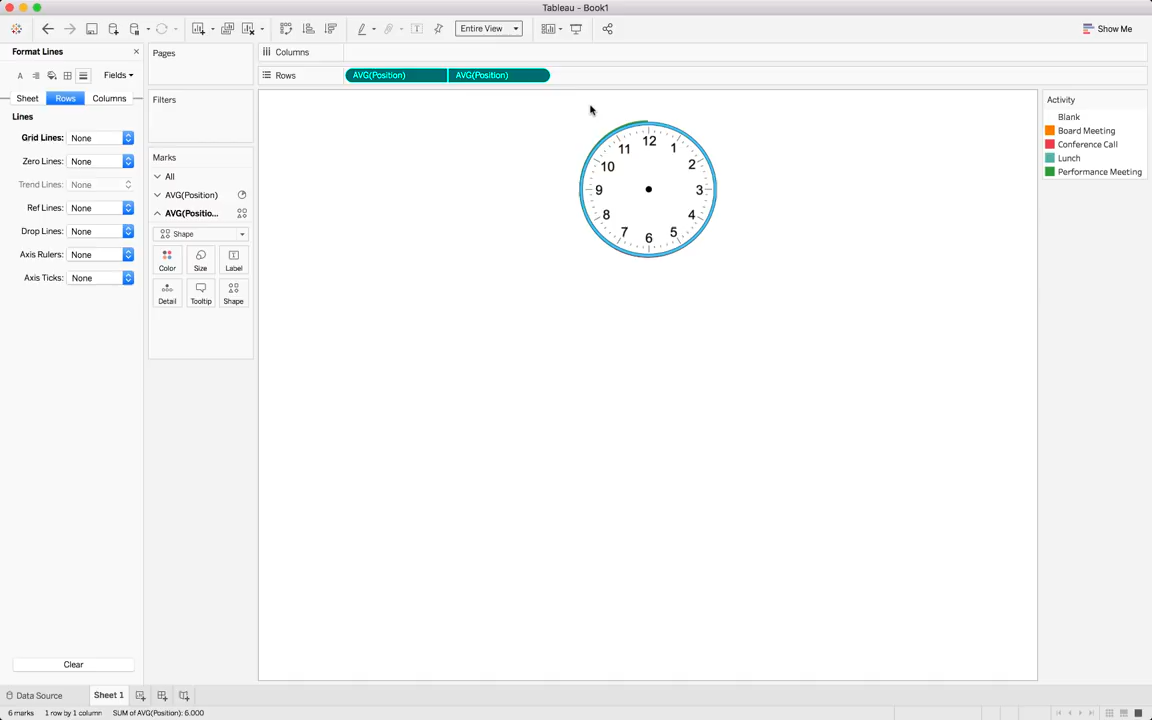 Tableau - Book1
Entire View
Show Me
Format Lines
Fields
Sheet
Rows
Columns
Lines
Grid Lines: None
Zero Lines: None
Trend Lines: None
Ref Lines: None
Drop Lines: None
Axis Rulers: None
Axis Ticks: None
Clear
Pages
Filters
Marks
All
AVG(Position)
AVG(Positio...
Shape
Color
Size
Label
Detail
Tooltip
Shape
Columns
Rows
AVG(Position)
AVG(Position)
12
1
2
3
4
5
6
7
8
9
10
11
Activity
Blank
Board Meeting
Conference Call
Lunch
Performance Meeting
Data Source
Sheet 1
6 marks
1 row by 1 column
SUM of AVG(Position): 6.000